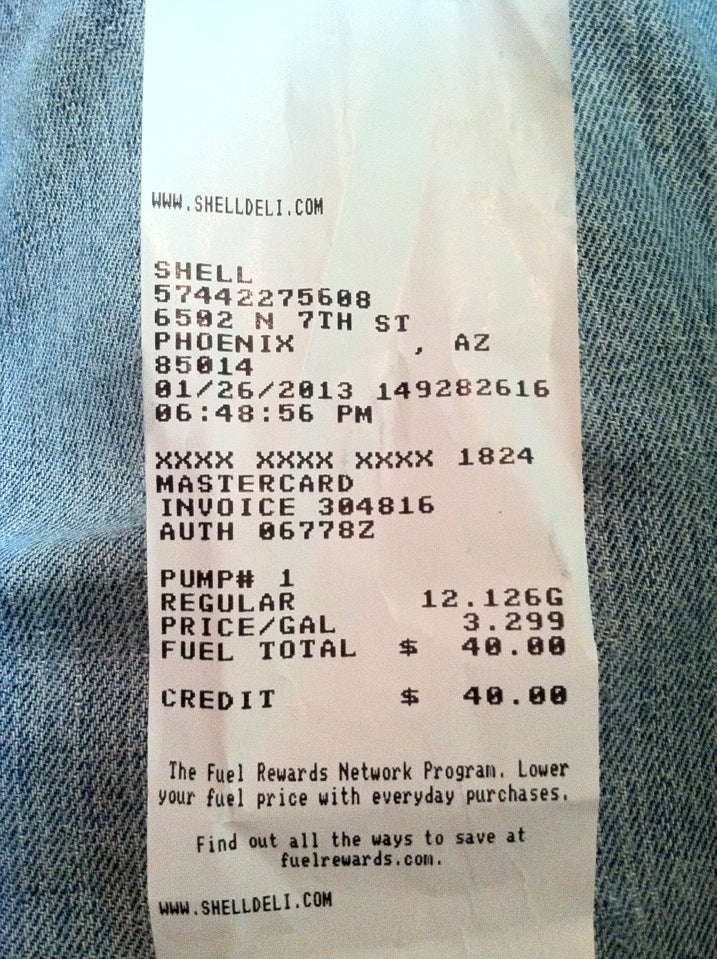 WWW.SHELLDELI.COM
SHELL
57442275608
6502 N 7TH ST
PHOENIX , AZ
85014
01/26/2013 149282616
06:48:56 PM
XXXX XXXX XXXX 1824
MASTERCARD
INVOICE 304816
AUTH 06778Z
PUMP# 1
REGULAR 12.126G
PRICE/GAL 3.299
FUEL TOTAL $ 40.00
CREDIT $ 40.00
The Fuel Rewards Network Program. Lower
your fuel price with everyday purchases.
Find out all the ways to save at
fuelrewards.com.
WWW.SHELLDELI.COM